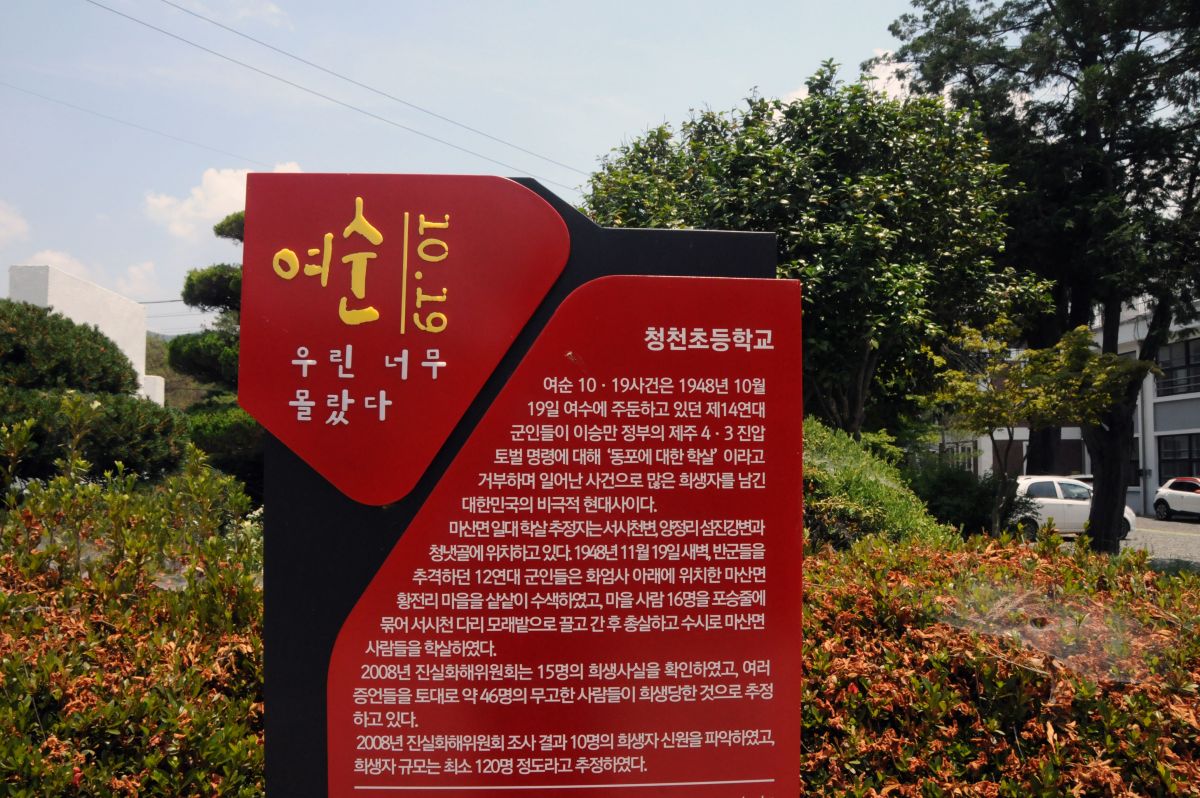 여순
10.19
우린 너무
몰랐다
청천초등학교
여순 10·19사건은 1948년 10월
19일 여수에 주둔하고 있던 제14연대
군인들이 이승만 정부의 제주 4·3 진압
토벌 명령에 대해 '동포에 대한 학살' 이라고
거부하며 일어난 사건으로 많은 희생자를 남긴
대한민국의 비극적 현대사이다.
마산면 일대 학살 추정지는 서시천변, 양정리 섬진강변과
청냇골에 위치하고 있다. 1948년 11월 19일 새벽, 반군들을
추격하던 12연대 군인들은 화엄사 아래에 위치한 마산면
황전리 마을을 샅샅이 수색하였고, 마을 사람 16명을 포승줄에
묶어 서시천 다리 모래밭으로 끌고 간 후 총살하고 수시로 마산면
사람들을 학살하였다.
2008년 진실화해위원회는 15명의 희생사실을 확인하였고, 여러
증언들을 토대로 약 46명의 무고한 사람들이 희생당한 것으로 추정
하고 있다.
2008년 진실화해위원회 조사 결과 10명의 희생자 신원을 파악하였고,
희생자 규모는 최소 120명 정도라고 추정하였다.